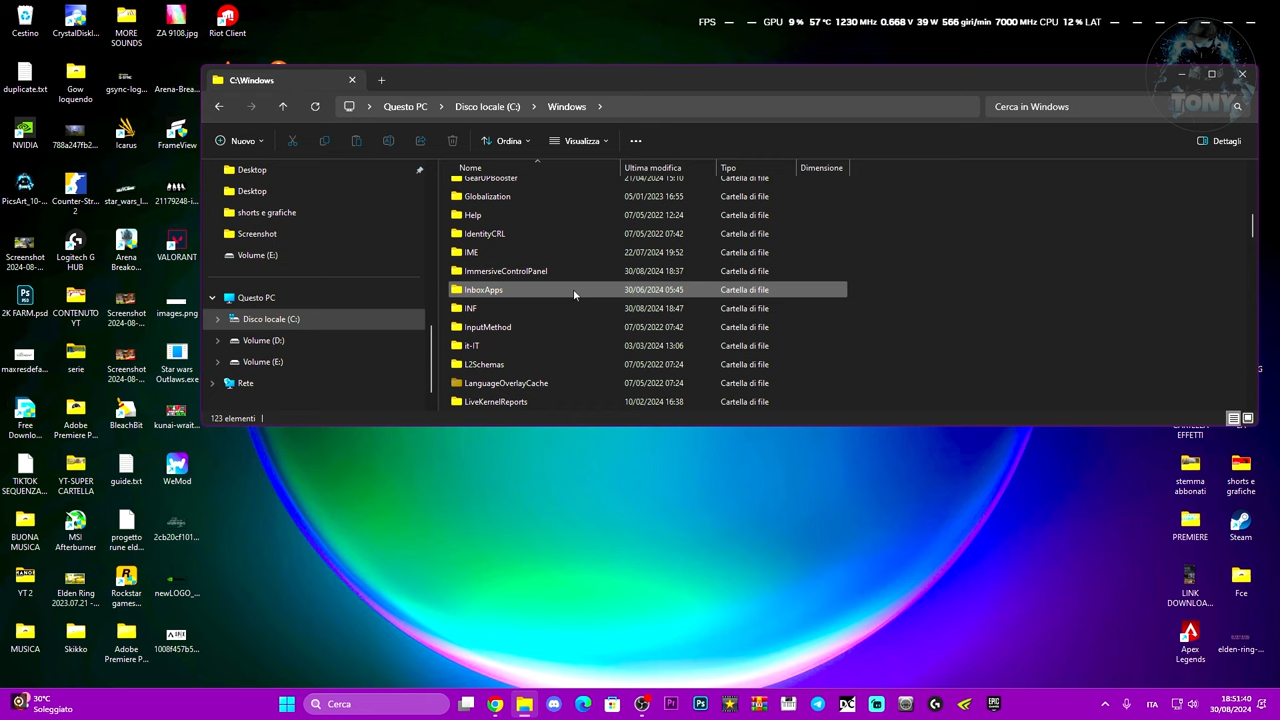 FPS — — GPU 9 % 57 °C 1230 MHz 0.668 V 39 W 566 giri/min 7000 MHz CPU 12 % LAT — — — — — — —
Cestino
CrystalDiskI...
MORE SOUNDS
ZA 9108.jpg
Riot Client
duplicate.txt
Gow loquendo
gsync-log...
Arena-Brea...
NVIDIA
788a247fb2...
Icarus
FrameView
PicsArt_10-...
Counter-Str... 2
star_wars_l...
21179248-i...
Screenshot 2024-08-...
Logitech G HUB
Arena Breako...
VALORANT
2K FARM.psd
CONTENUTO YT
Screenshot 2024-08-...
images.png
maxresdefa...
serie
Screenshot 2024-08-...
Star wars Outlaws.exe
Free Downlo...
Adobe Premiere P...
BleachBit
kunai-wrait...
TIKTOK SEQUENZA...
YT-SUPER CARTELLA
guide.txt
WeMod
BUONA MUSICA
MSI Afterburner
progetto rune eld...
2cb20cf101...
YT 2
Elden Ring 2023.07.21 -...
Rockstar games...
newLOGO_...
MUSICA
Skikko
Adobe Premiere P...
1008f457b5...
TONY
C:\Windows
Questo PC
Disco locale (C:)
Windows
Cerca in Windows
Nuovo
Ordina
Visualizza
Dettagli
Desktop
Desktop
shorts e grafiche
Screenshot
Volume (E:)
Questo PC
Disco locale (C:)
Volume (D:)
Volume (E:)
Rete
Nome Ultima modifica Tipo Dimensione
GearUPBooster 21/04/2024 15:10 Cartella di file
Globalization 05/01/2023 16:55 Cartella di file
Help 07/05/2022 12:24 Cartella di file
IdentityCRL 07/05/2022 07:42 Cartella di file
IME 22/07/2024 19:52 Cartella di file
ImmersiveControlPanel 30/08/2024 18:37 Cartella di file
InboxApps 30/06/2024 05:45 Cartella di file
INF 30/08/2024 18:47 Cartella di file
InputMethod 07/05/2022 07:42 Cartella di file
it-IT 03/03/2024 13:06 Cartella di file
L2Schemas 07/05/2022 07:24 Cartella di file
LanguageOverlayCache 07/05/2022 07:24 Cartella di file
LiveKernelReports 10/02/2024 16:38 Cartella di file
123 elementi
EFFETTI
stemma abbonati
shorts e grafiche
PREMIERE
Steam
LINK DOWNLOA...
Fce
Apex Legends
elden-ring-...
30°C
Soleggiato
Cerca
ITA
18:51:40
30/08/2024